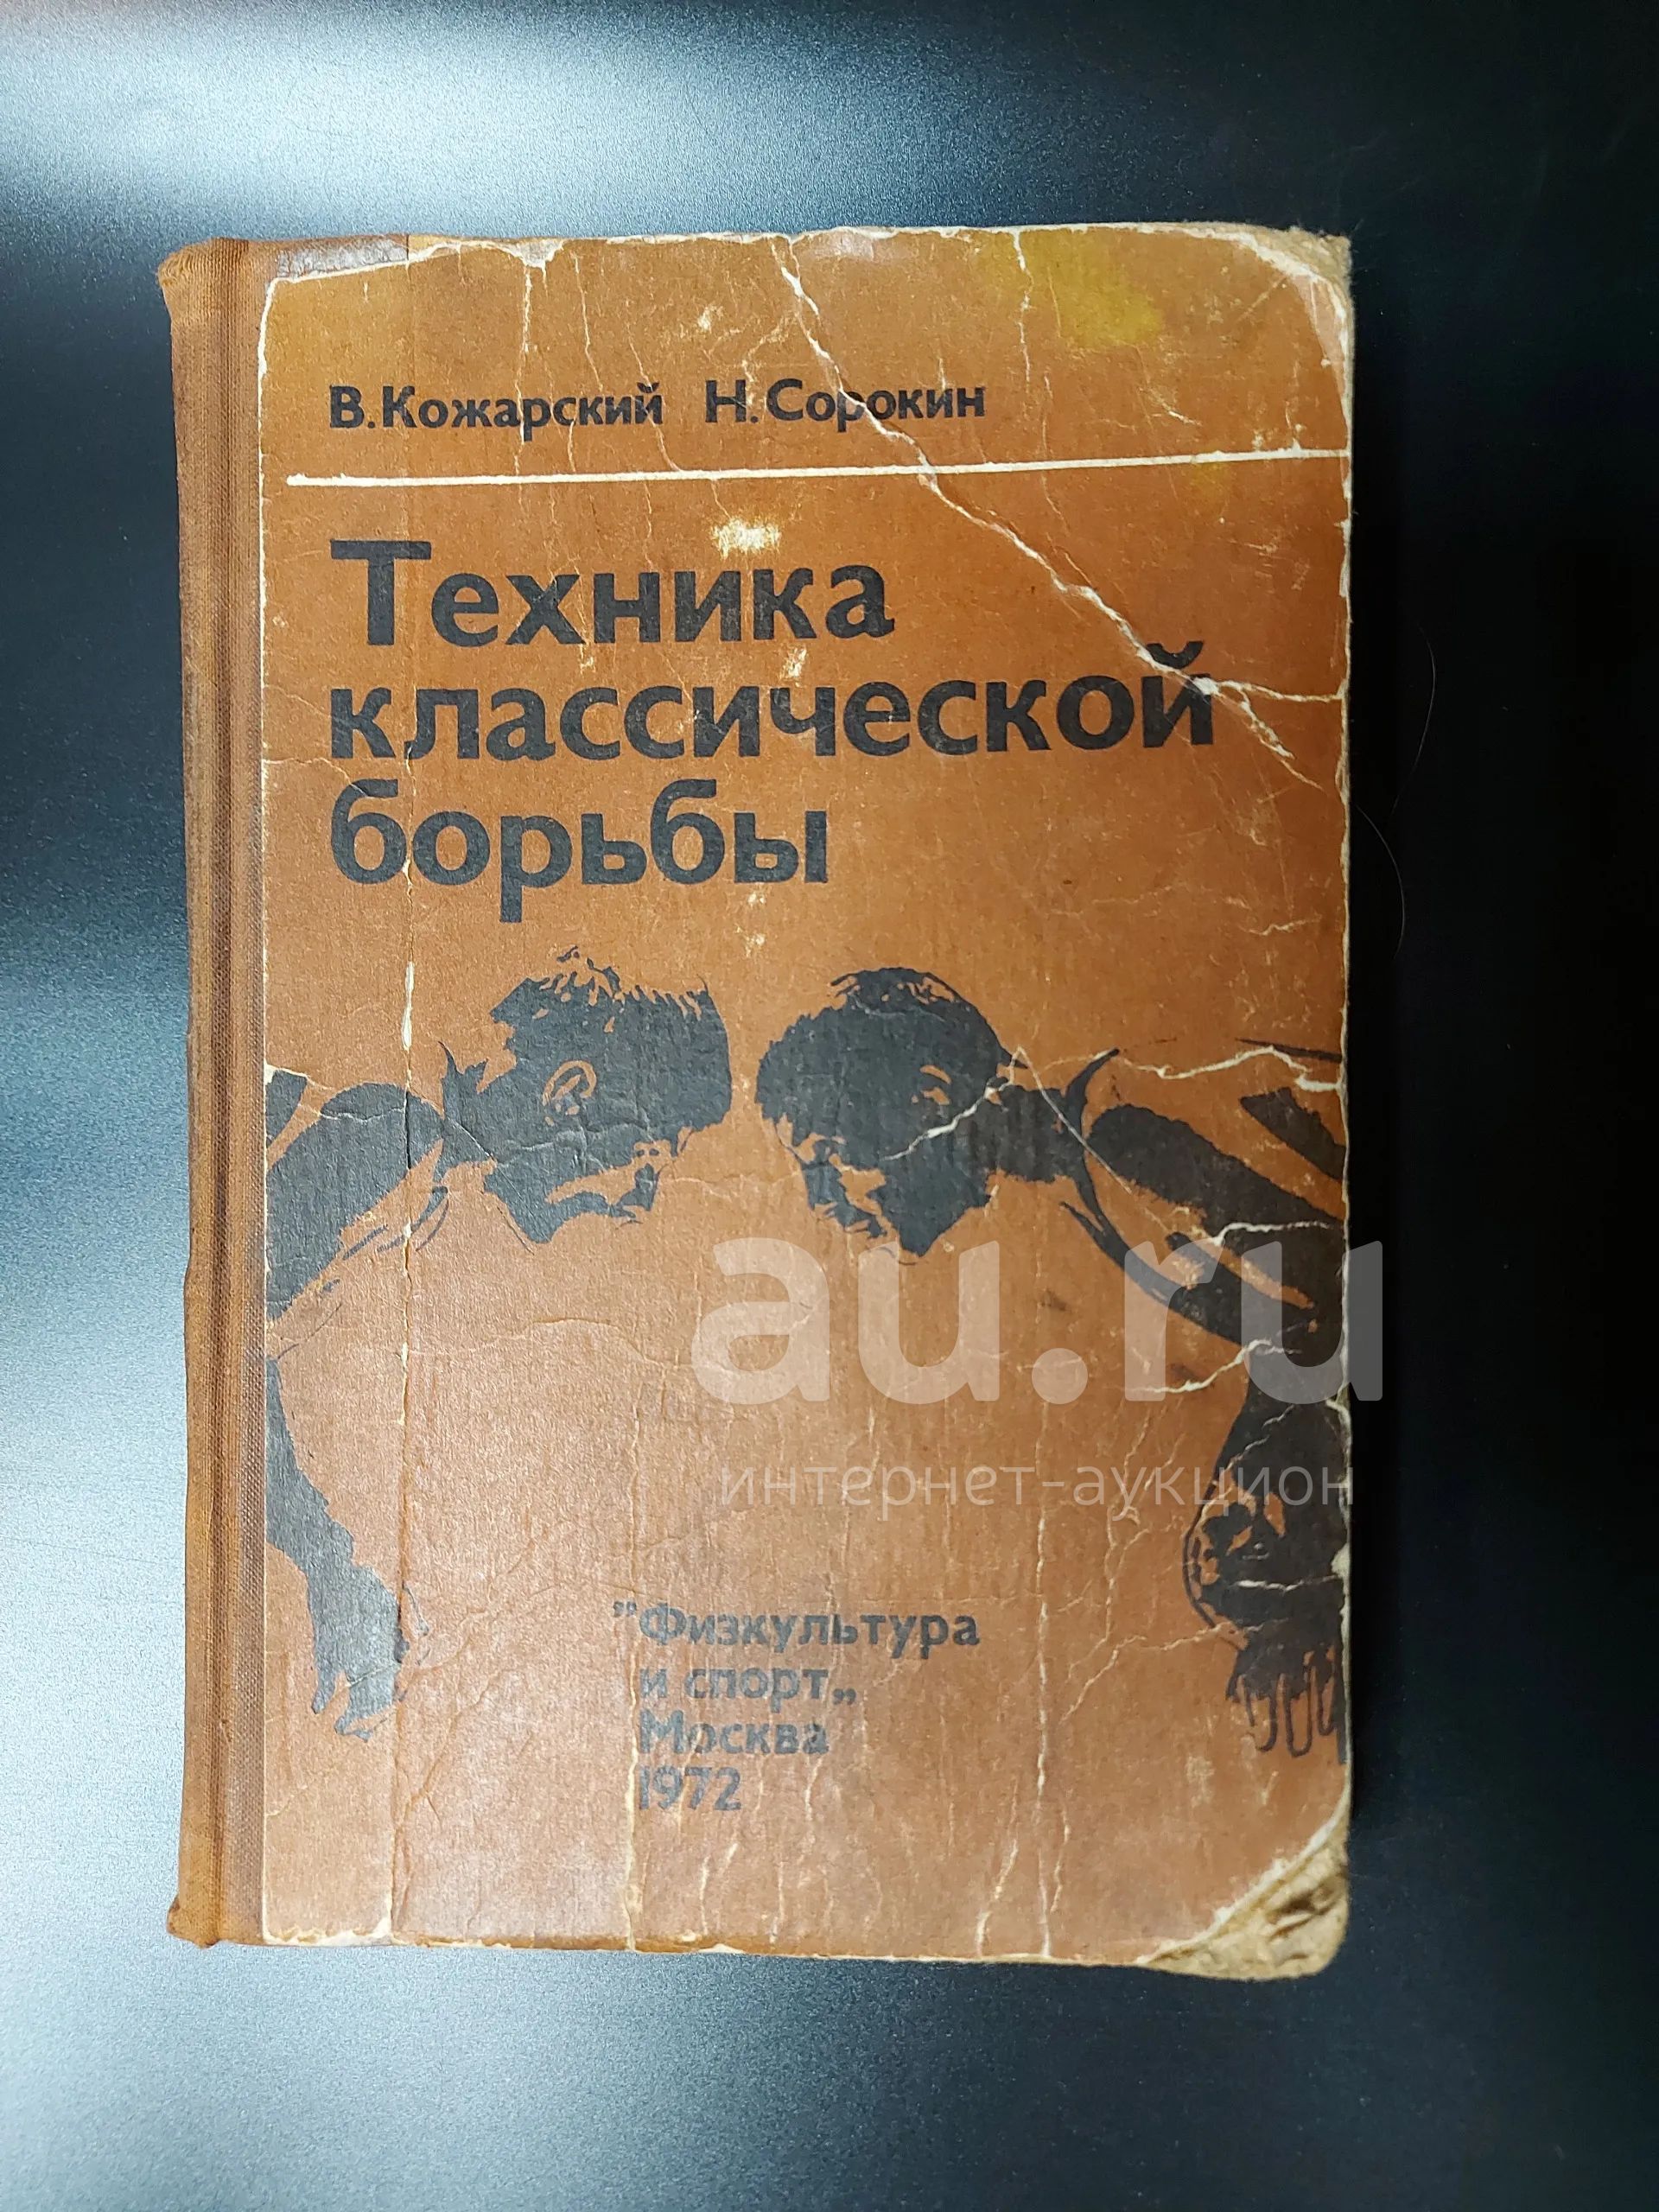 В. Кожарский Н. Сорокин
Техника
классической
борьбы
au.ru
интернет-аукцион
"Физкультура
и спорт„
Москва
1972